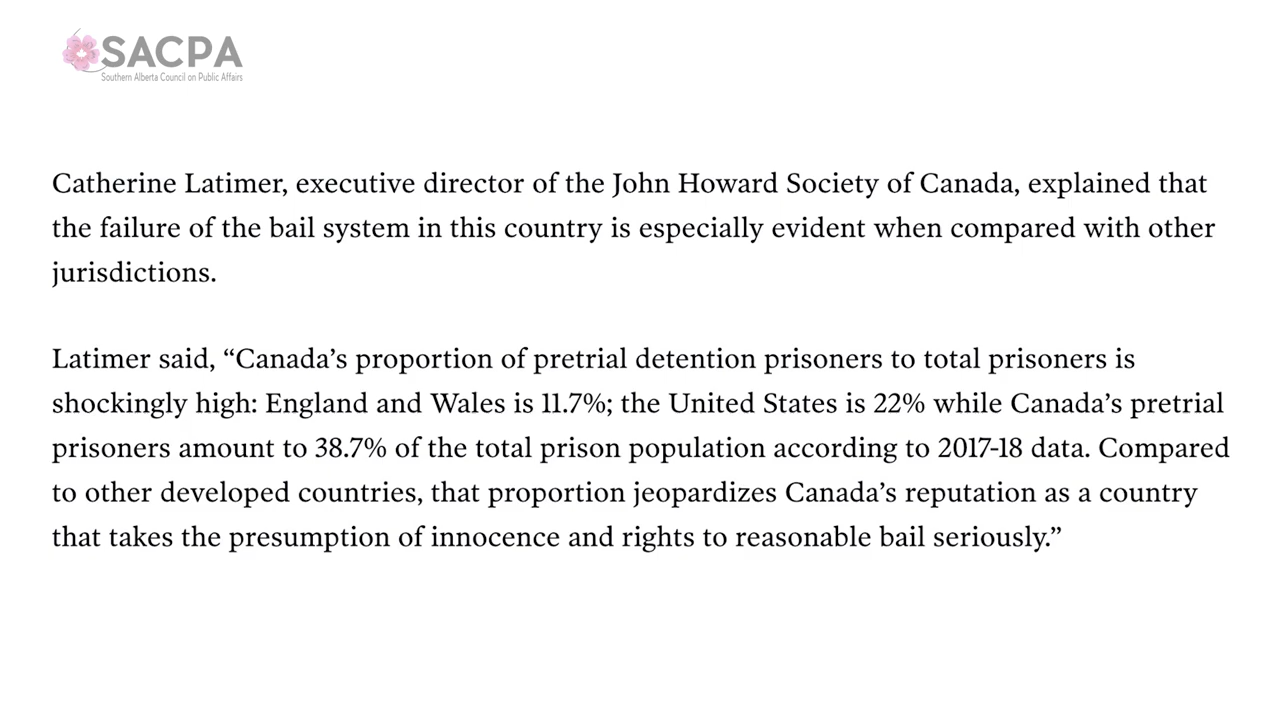 SACPA
Southern Alberta Council on Public Affairs
Catherine Latimer, executive director of the John Howard Society of Canada, explained that
the failure of the bail system in this country is especially evident when compared with other
jurisdictions.
Latimer said, “Canada’s proportion of pretrial detention prisoners to total prisoners is
shockingly high: England and Wales is 11.7%; the United States is 22% while Canada’s pretrial
prisoners amount to 38.7% of the total prison population according to 2017-18 data. Compared
to other developed countries, that proportion jeopardizes Canada’s reputation as a country
that takes the presumption of innocence and rights to reasonable bail seriously.”